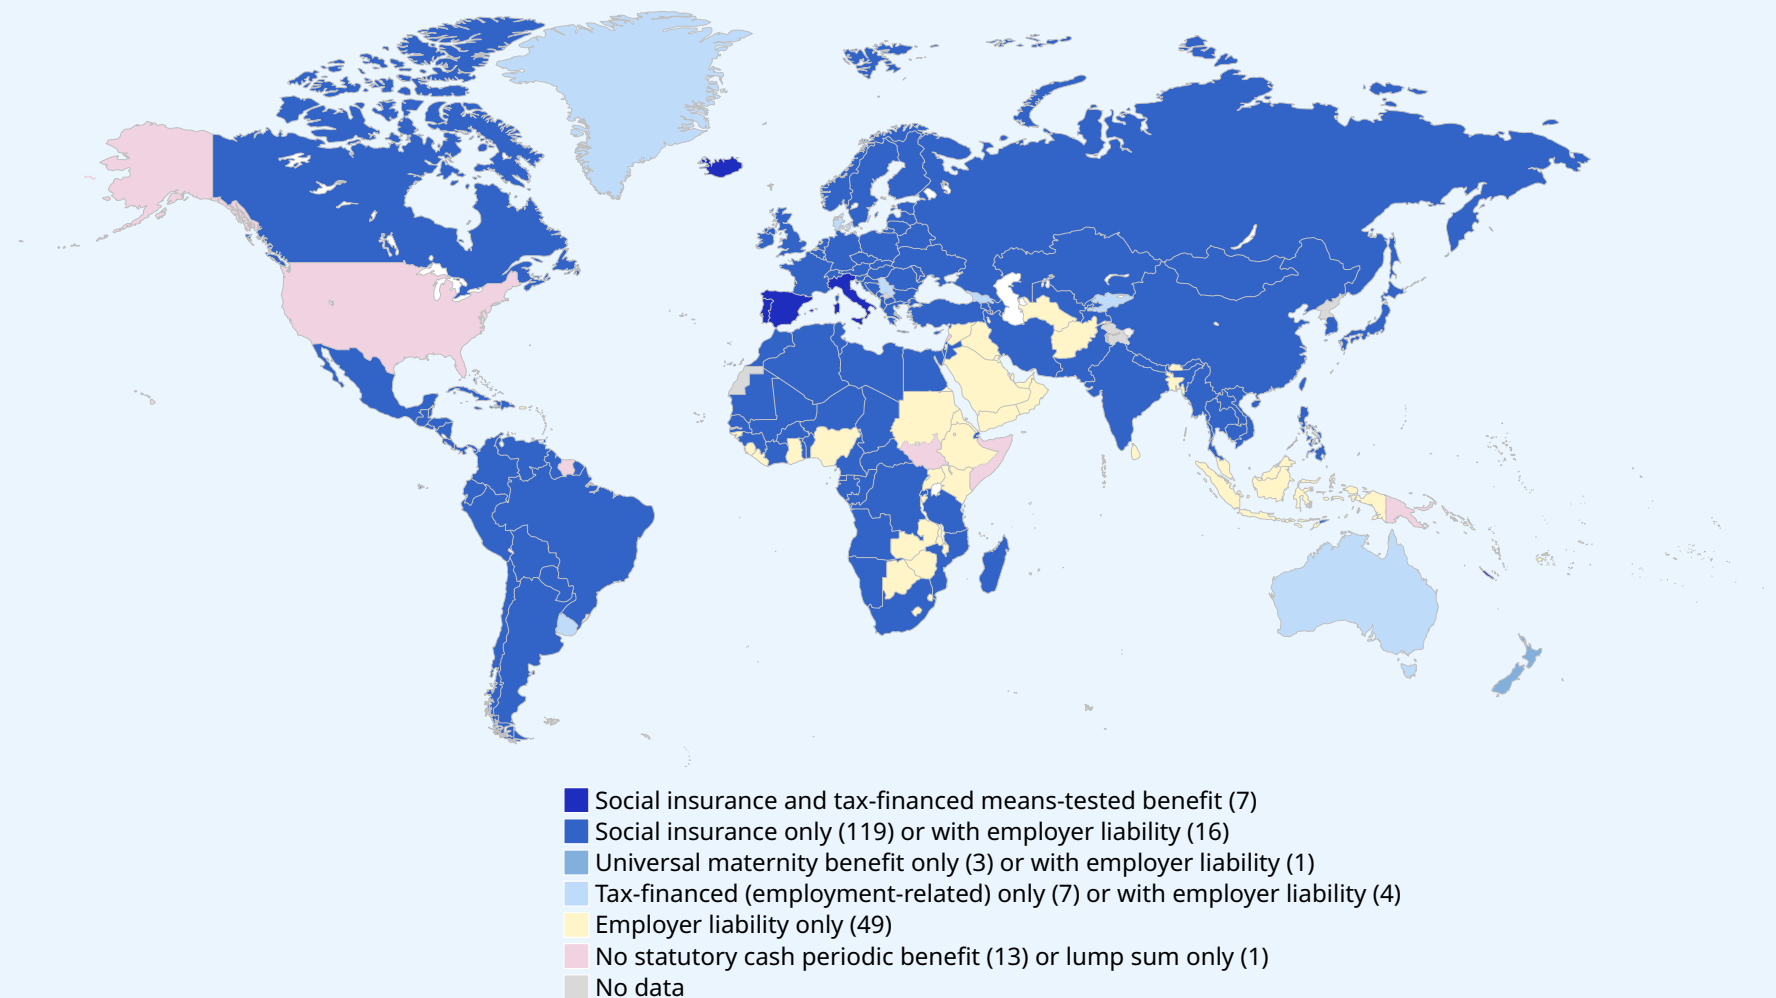 Social insurance and tax-financed means-tested benefit (7)
Social insurance only (119) or with employer liability (16)
Universal maternity benefit only (3) or with employer liability (1)
Tax-financed (employment-related) only (7) or with employer liability (4)
Employer liability only (49)
No statutory cash periodic benefit (13) or lump sum only (1)
No data